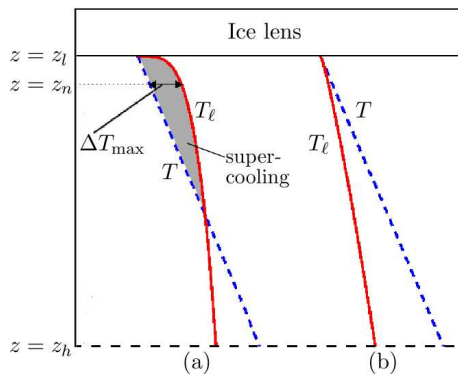 Ice lens
z = z_l
z = z_n
T_ℓ
T
ΔT_max
T
super-
cooling
T_ℓ
z = z_h
(a)
(b)